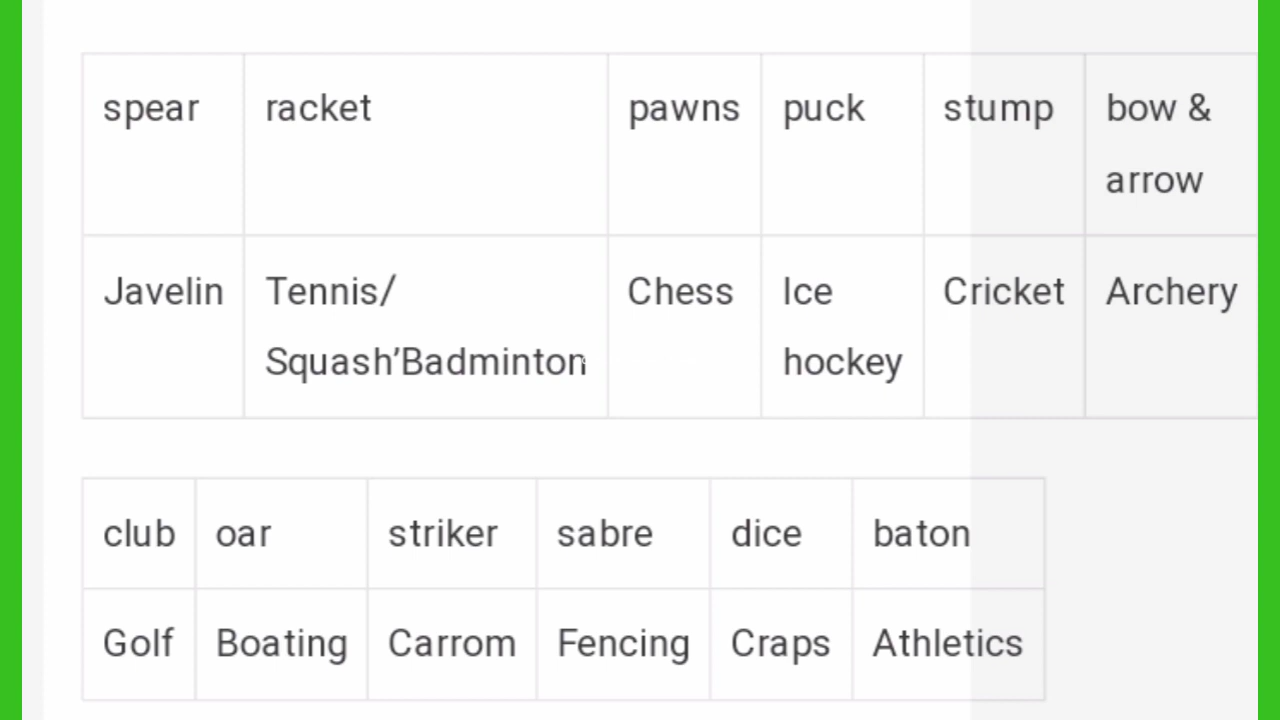 spear racket pawns puck stump bow &
arrow
Javelin Tennis/ Chess Ice Cricket Archery
Squash’Badminton hockey
club oar striker sabre dice baton
Golf Boating Carrom Fencing Craps Athletics